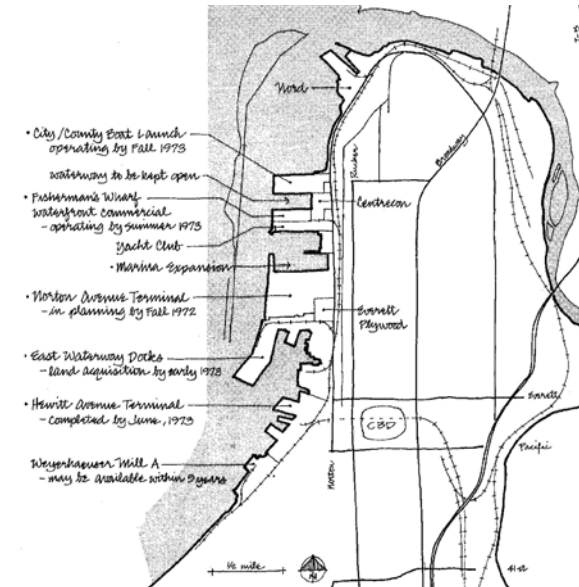 Nord
• City/County Boat Launch
operating by Fall 1973
waterway to be kept open
• Fisherman's Wharf
waterfront commercial
- operating by summer 1973
Yacht Club
• Marina Expansion
• Norton Avenue Terminal
- in planning by Fall 1972
• East Waterway Docks
- land acquisition by early 1973
• Hewitt Avenue Terminal
- completed by June, 1973
Weyerhaeuser Mill A
- may be available within 5 years
Rucker
Broadway
Centrecon
Everett
Plywood
Everett
CBD
Pacific
Norton
41 st
1/2 mile
N